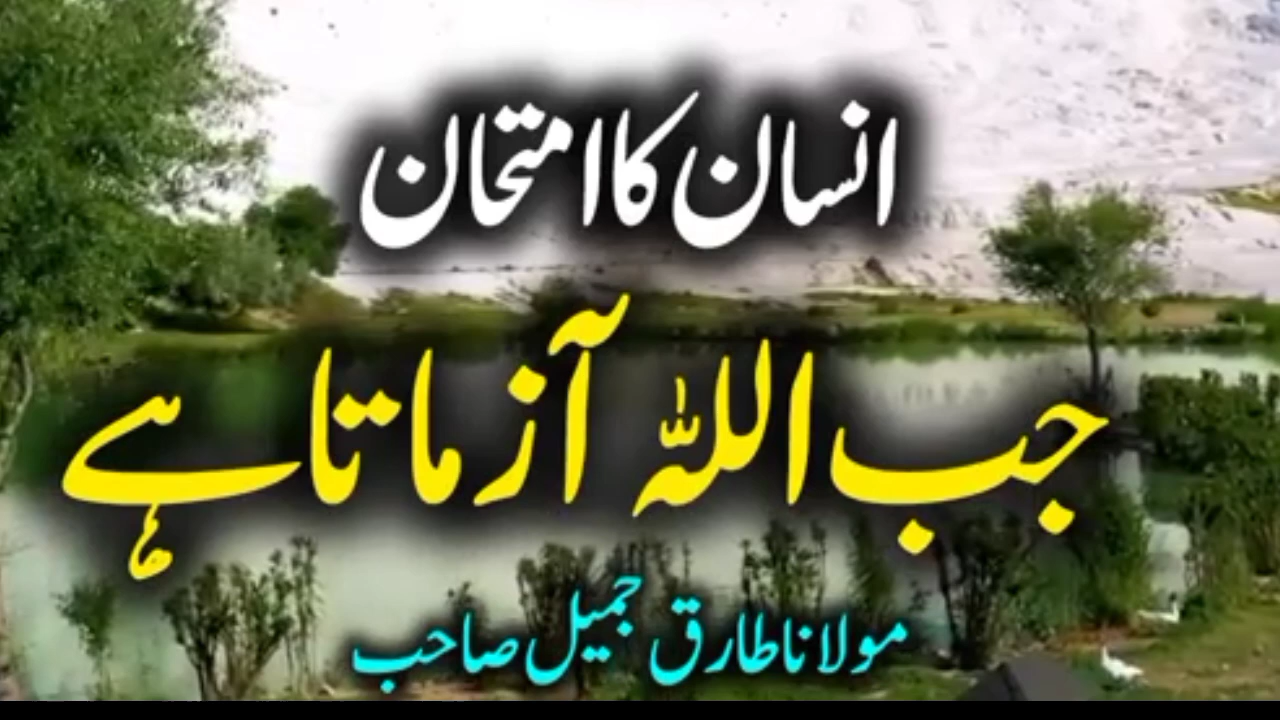 انسان کا امتحان
جب اللہ آزماتا ہے
مولانا طارق جمیل صاحب